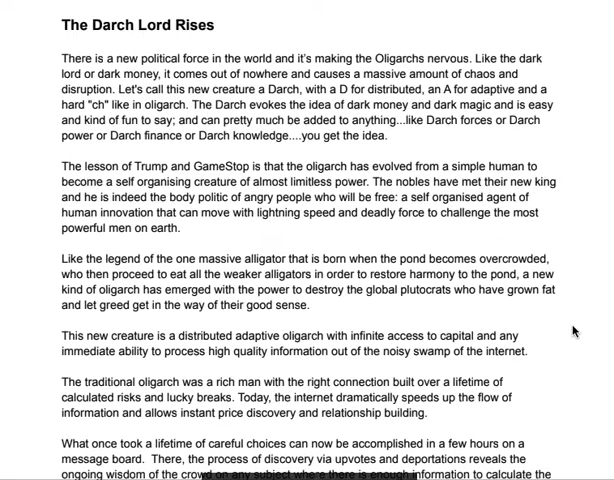 The Darch Lord Rises
There is a new political force in the world and it's making the Oligarchs nervous. Like the dark
lord or dark money, it comes out of nowhere and causes a massive amount of chaos and
disruption. Let's call this new creature a Darch, with a D for distributed, an A for adaptive and a
hard "ch" like in oligarch. The Darch evokes the idea of dark money and dark magic and is easy
and kind of fun to say; and can pretty much be added to anything...like Darch forces or Darch
power or Darch finance or Darch knowledge....you get the idea.
The lesson of Trump and GameStop is that the oligarch has evolved from a simple human to
become a self organising creature of almost limitless power. The nobles have met their new king
and he is indeed the body politic of angry people who will be free: a self organised agent of
human innovation that can move with lightning speed and deadly force to challenge the most
powerful men on earth.
Like the legend of the one massive alligator that is born when the pond becomes overcrowded,
who then proceed to eat all the weaker alligators in order to restore harmony to the pond, a new
kind of oligarch has emerged with the power to destroy the global plutocrats who have grown fat
and let greed get in the way of their good sense.
This new creature is a distributed adaptive oligarch with infinite access to capital and any
immediate ability to process high quality information out of the noisy swamp of the internet.
The traditional oligarch was a rich man with the right connection built over a lifetime of
calculated risks and lucky breaks. Today, the internet dramatically speeds up the flow of
information and allows instant price discovery and relationship building.
What once took a lifetime of careful choices can now be accomplished in a few hours on a
message board.  There, the process of discovery via upvotes and deportations reveals the
ongoing wisdom of the crowd on any subject where there is enough information to calculate the